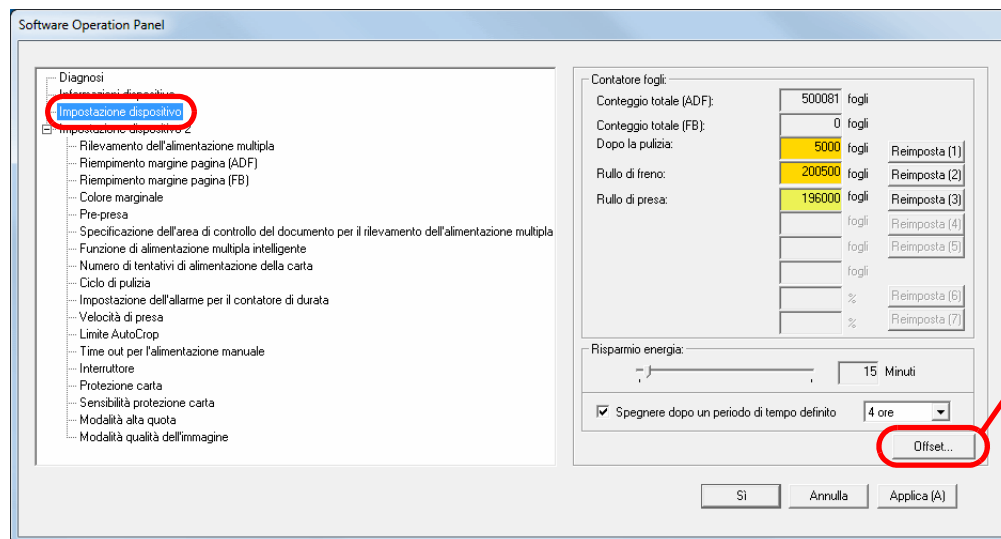 Software Operation Panel
Diagnosi
Informazioni dispositivo
Impostazione dispositivo
Impostazione dispositivo 2
Rilevamento dell'alimentazione multipla
Riempimento margine pagina (ADF)
Riempimento margine pagina (FB)
Colore marginale
Pre-presa
Specificazione dell'area di controllo del documento per il rilevamento dell'alimentazione multipla
Funzione di alimentazione multipla intelligente
Numero di tentativi di alimentazione della carta
Ciclo di pulizia
Impostazione dell'allarme per il contatore di durata
Velocità di presa
Limite AutoCrop
Time out per l'alimentazione manuale
Interruttore
Protezione carta
Sensibilità protezione carta
Modalità alta quota
Modalità qualità dell'immagine
Contatore fogli:
Conteggio totale (ADF): 500081 fogli
Conteggio totale (FB): 0 fogli
Dopo la pulizia: 5000 fogli Reimposta (1)
Rullo di freno: 200500 fogli Reimposta (2)
Rullo di presa: 196000 fogli Reimposta (3)
fogli Reimposta (4)
fogli Reimposta (5)
fogli
% Reimposta (6)
% Reimposta (7)
Risparmio energia:
15 Minuti
Spegnere dopo un periodo di tempo definito 4 ore
Offset...
Sì Annulla Applica (A)